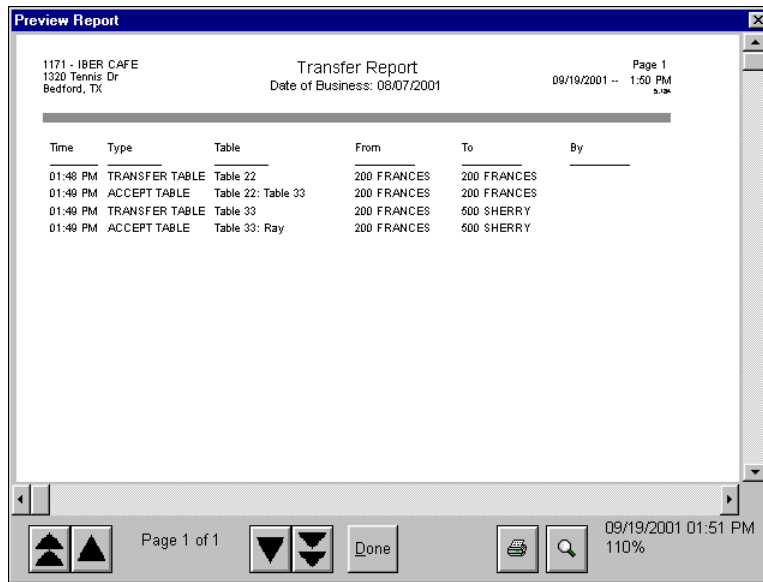 Preview Report
1171 - IBER CAFE
1320 Tennis Dr
Bedford, TX
Transfer Report
Date of Business: 08/07/2001
Page 1
09/19/2001 -- 1:50 PM
Time Type Table From To By
01:48 PM TRANSFER TABLE Table 22 200 FRANCES 200 FRANCES
01:49 PM ACCEPT TABLE Table 22: Table 33 200 FRANCES 200 FRANCES
01:49 PM TRANSFER TABLE Table 33 200 FRANCES 500 SHERRY
01:49 PM ACCEPT TABLE Table 33: Ray 200 FRANCES 500 SHERRY
Page 1 of 1
Done
09/19/2001 01:51 PM
110%